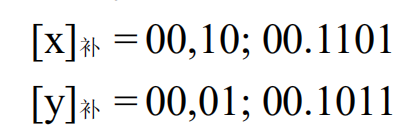 [x]补 = 00,10; 00.1101
[y]补 = 00,01; 00.1011